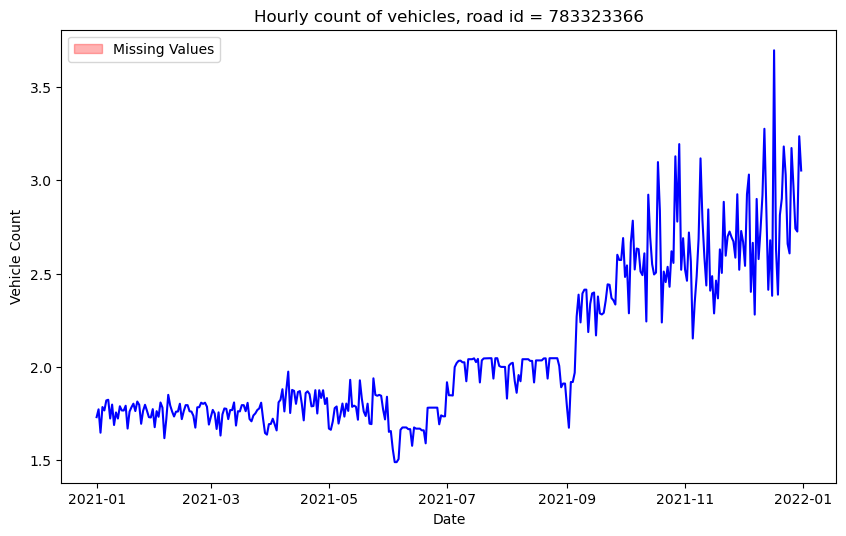 Hourly count of vehicles, road id = 783323366
Missing Values
3.5
3.0
2.5
2.0
1.5
Vehicle Count
2021-01 2021-03 2021-05 2021-07 2021-09 2021-11 2022-01
Date